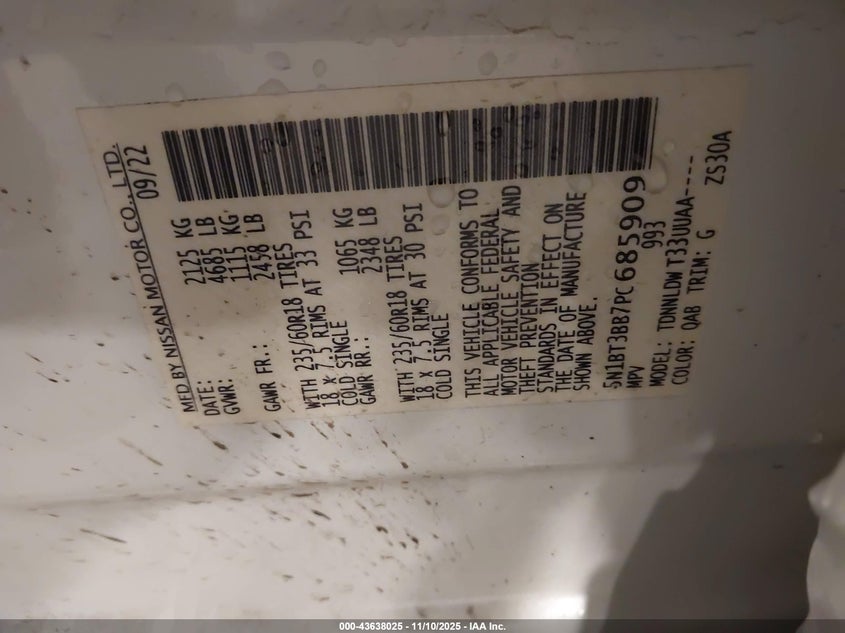 MFD BY NISSAN MOTOR CO., LTD.
DATE: 09/22
GVWR: 2125 KG
4685 LB
GAWR FR.: 1115 KG
2458 LB
WITH 235/60R18 TIRES
18 x 7.5 RIMS AT 33 PSI
COLD SINGLE
GAWR RR.: 1065 KG
2348 LB
WITH 235/60R18 TIRES
18 x 7.5 RIMS AT 30 PSI
COLD SINGLE
THIS VEHICLE CONFORMS TO
ALL APPLICABLE FEDERAL
MOTOR VEHICLE SAFETY AND
THEFT PREVENTION
STANDARDS IN EFFECT ON
THE DATE OF MANUFACTURE
SHOWN ABOVE.
5N1BT3BB7PC685909
MPV 993
MODEL: TDNNLDW T33UUAA----
COLOR: QAB TRIM: G ZS30A
000-43638025 - 11/10/2025 - IAA Inc.